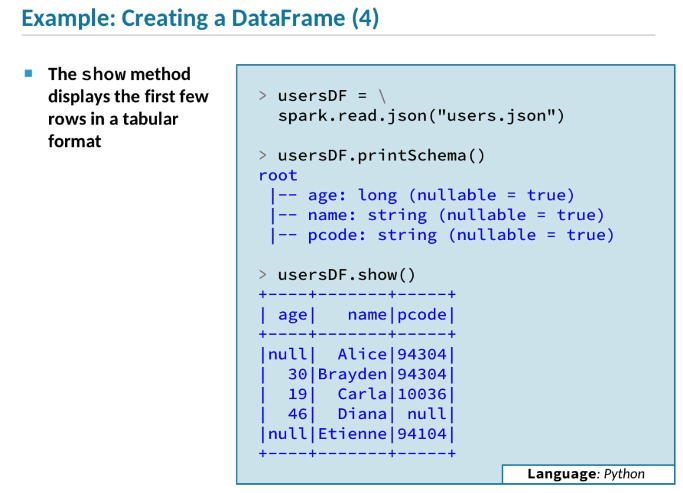 Example: Creating a DataFrame (4)
■ The show method
displays the first few
rows in a tabular
format
> usersDF = \
  spark.read.json("users.json")
> usersDF.printSchema()
root
 |-- age: long (nullable = true)
 |-- name: string (nullable = true)
 |-- pcode: string (nullable = true)
> usersDF.show()
+----+-------+-----+
| age|   name|pcode|
+----+-------+-----+
|null|  Alice|94304|
|  30|Brayden|94304|
|  19|  Carla|10036|
|  46|  Diana| null|
|null|Etienne|94104|
+----+-------+-----+
Language: Python